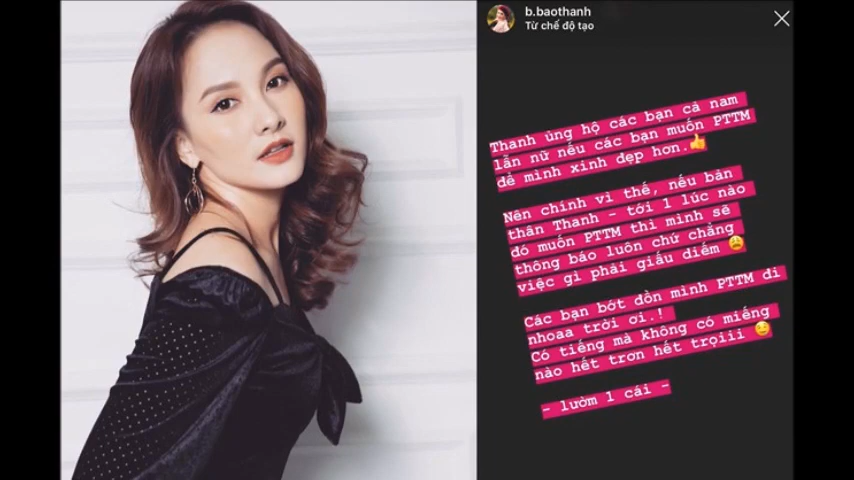 b.baothanh
Từ chế độ tạo
Thanh ủng hộ các bạn cả nam
lẫn nữ nếu các bạn muốn PTTM
để mình xinh đẹp hơn.👍
Nên chính vì thế, nếu bản
thân Thanh - tới 1 lúc nào
đó muốn PTTM thì mình sẽ
thông báo luôn chứ chẳng
việc gì phải giấu diếm 😩
Các bạn bớt đồn mình PTTM đi
nhoaa trời ơi.!
Có tiếng mà không có miếng
nào hết trơn hết trọiii 😉
- lườm 1 cái -